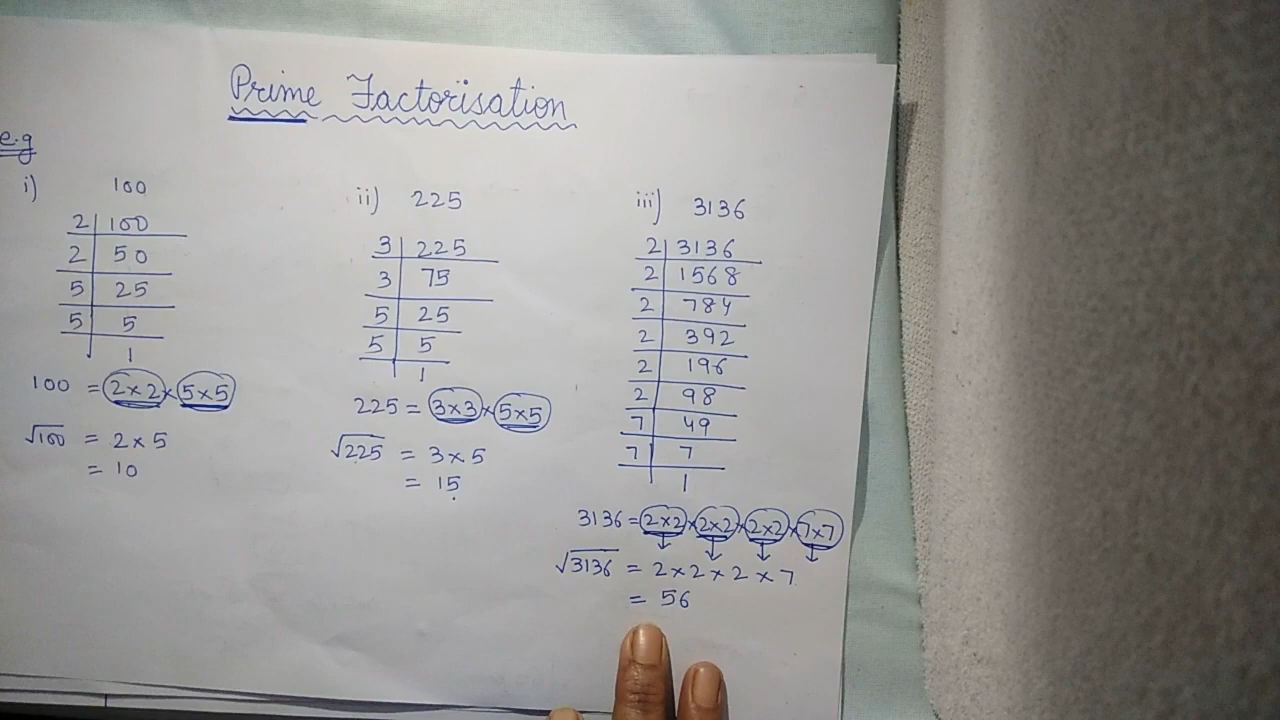 Prime Factorisation
e.g
i) 100
2 | 100
2 | 50
5 | 25
5 | 5
1
100 = 2 × 2 × 5 × 5
√100 = 2 × 5
= 10
ii) 225
3 | 225
3 | 75
5 | 25
5 | 5
1
225 = 3 × 3 × 5 × 5
√225 = 3 × 5
= 15
iii) 3136
2 | 3136
2 | 1568
2 | 784
2 | 392
2 | 196
2 | 98
7 | 49
7 | 7
1
3136 = 2 × 2 × 2 × 2 × 2 × 2 × 7 × 7
√3136 = 2 × 2 × 2 × 7
= 56